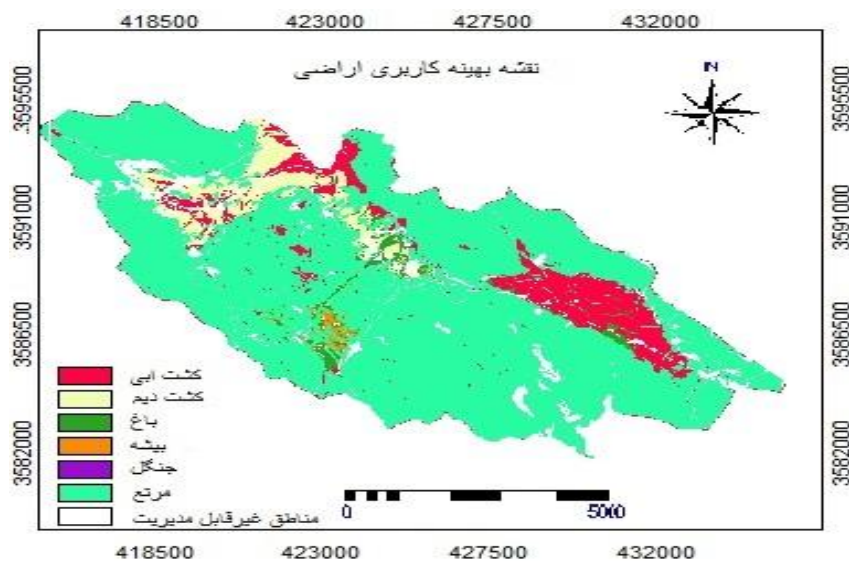 418500 423000 427500 432000
نقشه بهینه کاربری اراضی
N
3595500 3595500
3591000 3591000
3586500 3586500
3582000 3582000
کشت ابی
کشت دیم
باغ
بیشه
جنگل
مرتع
مناطق غیرقابل مدیریت
0 5000
418500 423000 427500 432000